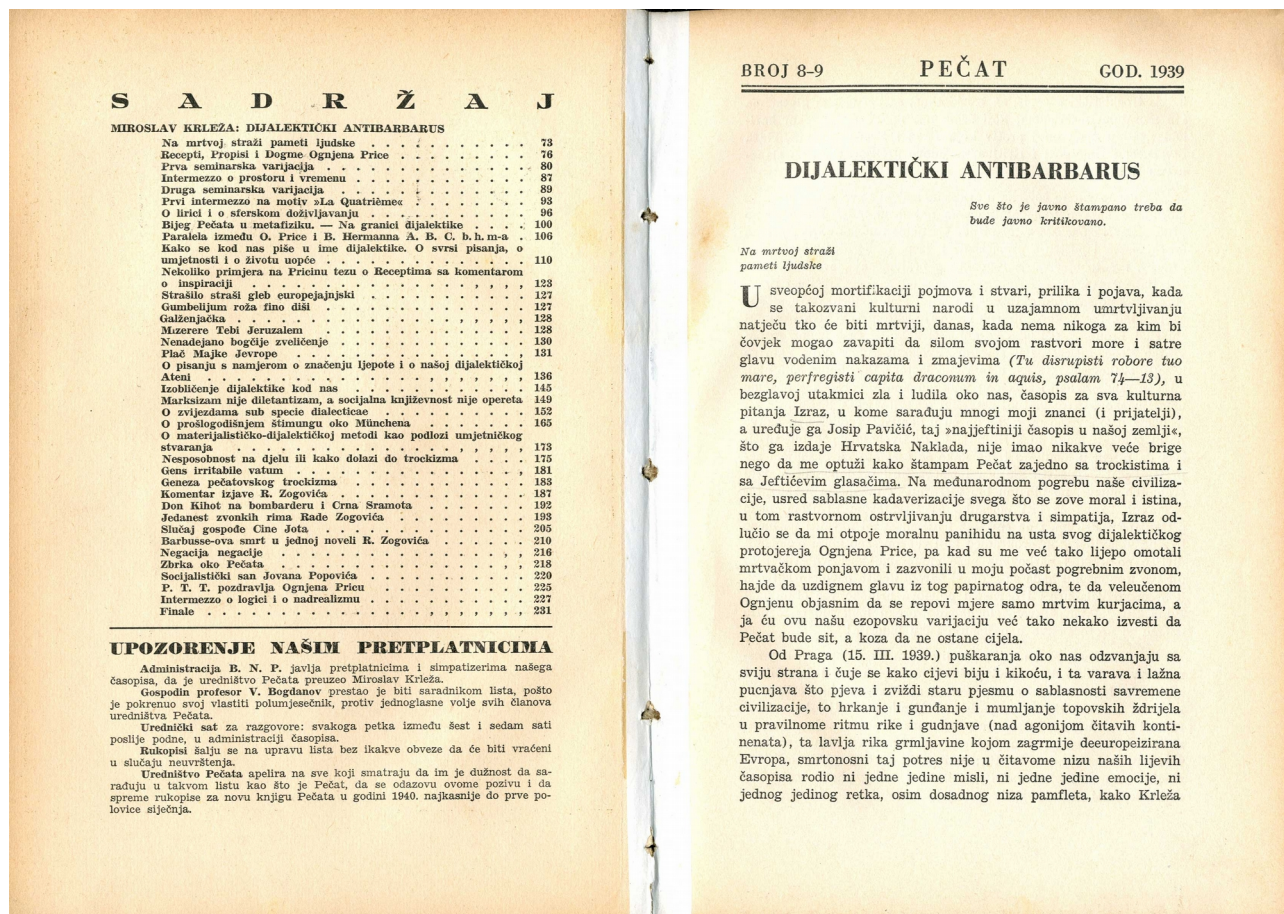 SADRŽAJ
MIROSLAV KRLEŽA: DIJALEKTIČKI ANTIBARBARUS
Na mrtvoj straži pameti ljudske . . . . . . . . . . 73
Recepti, Propisi i Dogme Ognjena Price . . . . . . . . 76
Prva seminarska varijacija . . . . . . . . . . . . 80
Intermezzo o prostoru i vremenu . . . . . . . . . . 87
Druga seminarska varijacija . . . . . . . . . . . 89
Prvi intermezzo na motiv »La Quatrième« . . . . . . . 93
O lirici i o sferskom doživljavanju . . . . . . . . . 96
Bijeg Pečata u metafiziku. — Na granici dijalektike . . . . 100
Paralela između O. Price i B. Hermanna A. B. C. b. h. m-a . 106
Kako se kod nas piše u ime dijalektike. O svrsi pisanja, o
umjetnosti i o životu uopće . . . . . . . . . . . 110
Nekoliko primjera na Pricinu tezu o Receptima sa komentarom
o inspiraciji . . . . . . . . . . . . . . . 123
Strašilo straši gleb europejajnjski . . . . . . . . . 127
Gumbelijum roža fino diši . . . . . . . . . . . 127
Galženjačka . . . . . . . . . . . . . . . 128
Mizerere Tebi Jeruzalem . . . . . . . . . . . 128
Nenadejano bogčije zveličenje . . . . . . . . . . 130
Plač Majke Jevrope . . . . . . . . . . . . . 131
O pisanju s namjerom o značenju ljepote i o našoj dijalektičkoj
Ateni . . . . . . . . . . . . . . . . . 136
Izobličenje dijalektike kod nas . . . . . . . . . . 145
Marksizam nije diletantizam, a socijalna književnost nije opereta 149
O zvijezdama sub specie dialecticae . . . . . . . . . 152
O prošlogodišnjem štimungu oko Münchena . . . . . . 165
O materijalističko-dijalektičkoj metodi kao podlozi umjetničkog
stvaranja . . . . . . . . . . . . . . . . 173
Nesposobnost na djelu ili kako dolazi do trockizma . . . . 175
Gens irritabile vatum . . . . . . . . . . . . . 181
Geneza pečatovskog trockizma . . . . . . . . . . 183
Komentar izjave R. Zogovića . . . . . . . . . . . 187
Don Kihot na bombarderu i Crna Sramota . . . . . . . 192
Jedanest zvonkih rima Rade Zogovića . . . . . . . . 193
Slučaj gospođe Cine Jota . . . . . . . . . . . . 205
Barbusse-ova smrt u jednoj noveli R. Zogovića . . . . . 210
Negacija negacije . . . . . . . . . . . . . . 216
Zbrka oko Pečata . . . . . . . . . . . . . . 218
Socijalistički san Jovana Popovića . . . . . . . . . 220
P. T. T. pozdravlja Ognjena Pricu . . . . . . . . . 225
Intermezzo o logici i o nadrealizmu . . . . . . . . . 227
Finale . . . . . . . . . . . . . . . . . 231
UPOZORENJE NAŠIM PRETPLATNICIMA
Administracija B. N. P. javlja pretplatnicima i simpatizerima našega
časopisa, da je uredništvo Pečata preuzeo Miroslav Krleža.
Gospodin profesor V. Bogdanov prestao je biti saradnikom lista, pošto
je pokrenuo svoj vlastiti polumjesečnik, protiv jednoglasne volje svih članova
uredništva Pečata.
Urednički sat za razgovore: svakoga petka između šest i sedam sati
poslije podne, u administraciji časopisa.
Rukopisi šalju se na upravu lista bez ikakve obveze da će biti vraćeni
u slučaju neuvrštenja.
Uredništvo Pečata apelira na sve koji smatraju da im je dužnost da sa-
rađuju u takvom listu kao što je Pečat, da se odazovu ovome pozivu i da
spreme rukopise za novu knjigu Pečata u godini 1940. najkasnije do prve po-
lovice siječnja.
BROJ 8–9 PEČAT GOD. 1939
DIJALEKTIČKI ANTIBARBARUS
Sve što je javno štampano treba da
bude javno kritikovano.
Na mrtvoj straži
pameti ljudske
U sveopćoj mortifikaciji pojmova i stvari, prilika i pojava, kada
se takozvani kulturni narodi u uzajamnom umrtvljivanju
natječu tko će biti mrtviji, danas, kada nema nikoga za kim bi
čovjek mogao zavapiti da silom svojom rastvori more i satre
glavu vodenim nakazama i zmajevima (Tu disrupisti robore tuo
mare, perfregisti capita draconum in aquis, psalam 74—13), u
bezglavoj utakmici zla i ludila oko nas, časopis za sva kulturna
pitanja Izraz, u kome sarađuju mnogi moji znanci (i prijatelji),
a uređuje ga Josip Pavičić, taj »najjeftiniji časopis u našoj zemlji«,
što ga izdaje Hrvatska Naklada, nije imao nikakve veće brige
nego da me optuži kako štampam Pečat zajedno sa trockistima i
sa Jeftićevim glasačima. Na međunarodnom pogrebu naše civiliza-
cije, usred sablasne kadaverizacije svega što se zove moral i istina,
u tom rastvornom ostrvljivanju drugarstva i simpatija, Izraz od-
lučio se da mi otpoje moralnu panihidu na usta svog dijalektičkog
protojereja Ognjena Price, pa kad su me već tako lijepo omotali
mrtvačkom ponjavom i zazvonili u moju počast pogrebnim zvonom,
hajde da uzdignem glavu iz tog papirnatog odra, te da veleučenom
Ognjenu objasnim da se repovi mjere samo mrtvim kurjacima, a
ja ću ovu našu ezopovsku varijaciju već tako nekako izvesti da
Pečat bude sit, a koza da ne ostane cijela.
Od Praga (15. III. 1939.) puškaranja oko nas odzvanjaju sa
sviju strana i čuje se kako cijevi biju i kikoću, i ta varava i lažna
pucnjava što pjeva i zviždi staru pjesmu o sablasnosti savremene
civilizacije, to hrkanje i gunđanje i mumljanje topovskih ždrijela
u pravilnome ritmu rike i gudnjave (nad agonijom čitavih konti-
nenata), ta lavlja rika grmljavine kojom zagrmije deeuropeizirana
Evropa, smrtonosni taj potres nije u čitavome nizu naših lijevih
časopisa rodio ni jedne jedine misli, ni jedne jedine emocije, ni
jednog jedinog retka, osim dosadnog niza pamfleta, kako Krleža